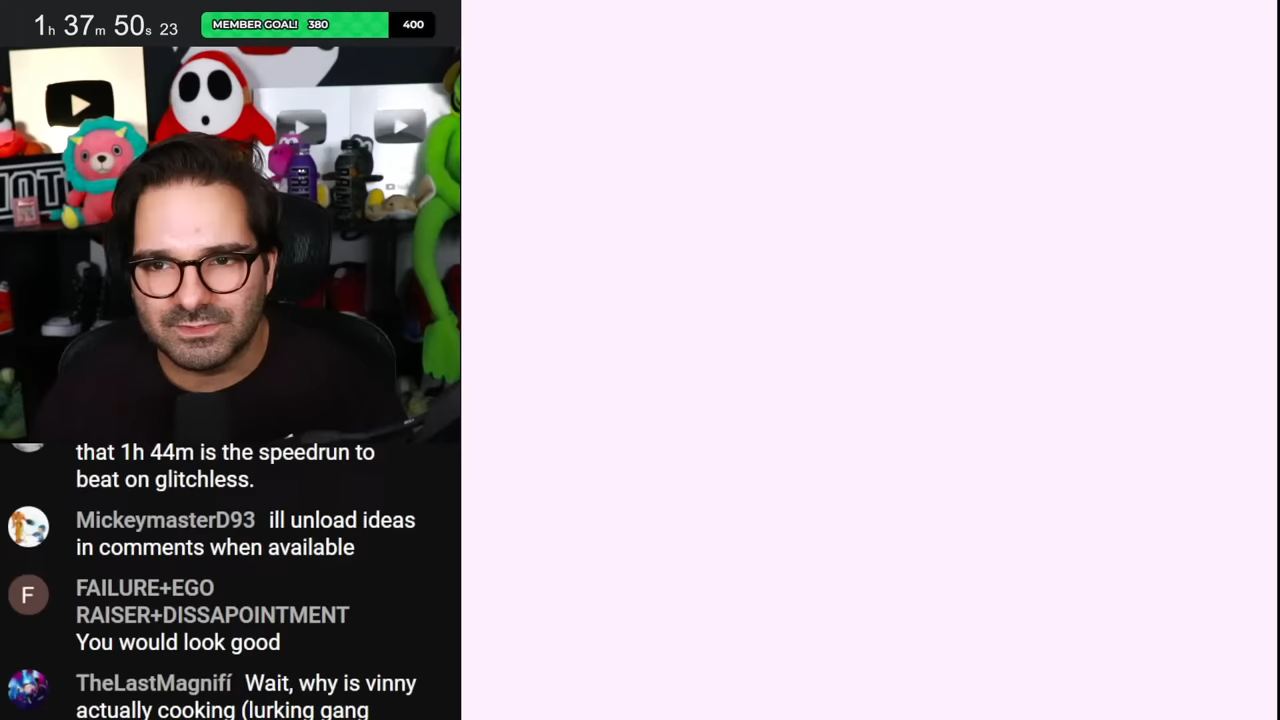 1h 37m 50s 23
MEMBER GOAL! 380
400
that 1h 44m is the speedrun to
beat on glitchless.
MickeymasterD93 ill unload ideas
in comments when available
F
FAILURE+EGO
RAISER+DISSAPOINTMENT
You would look good
TheLastMagnifí Wait, why is vinny
actually cooking (lurking gang